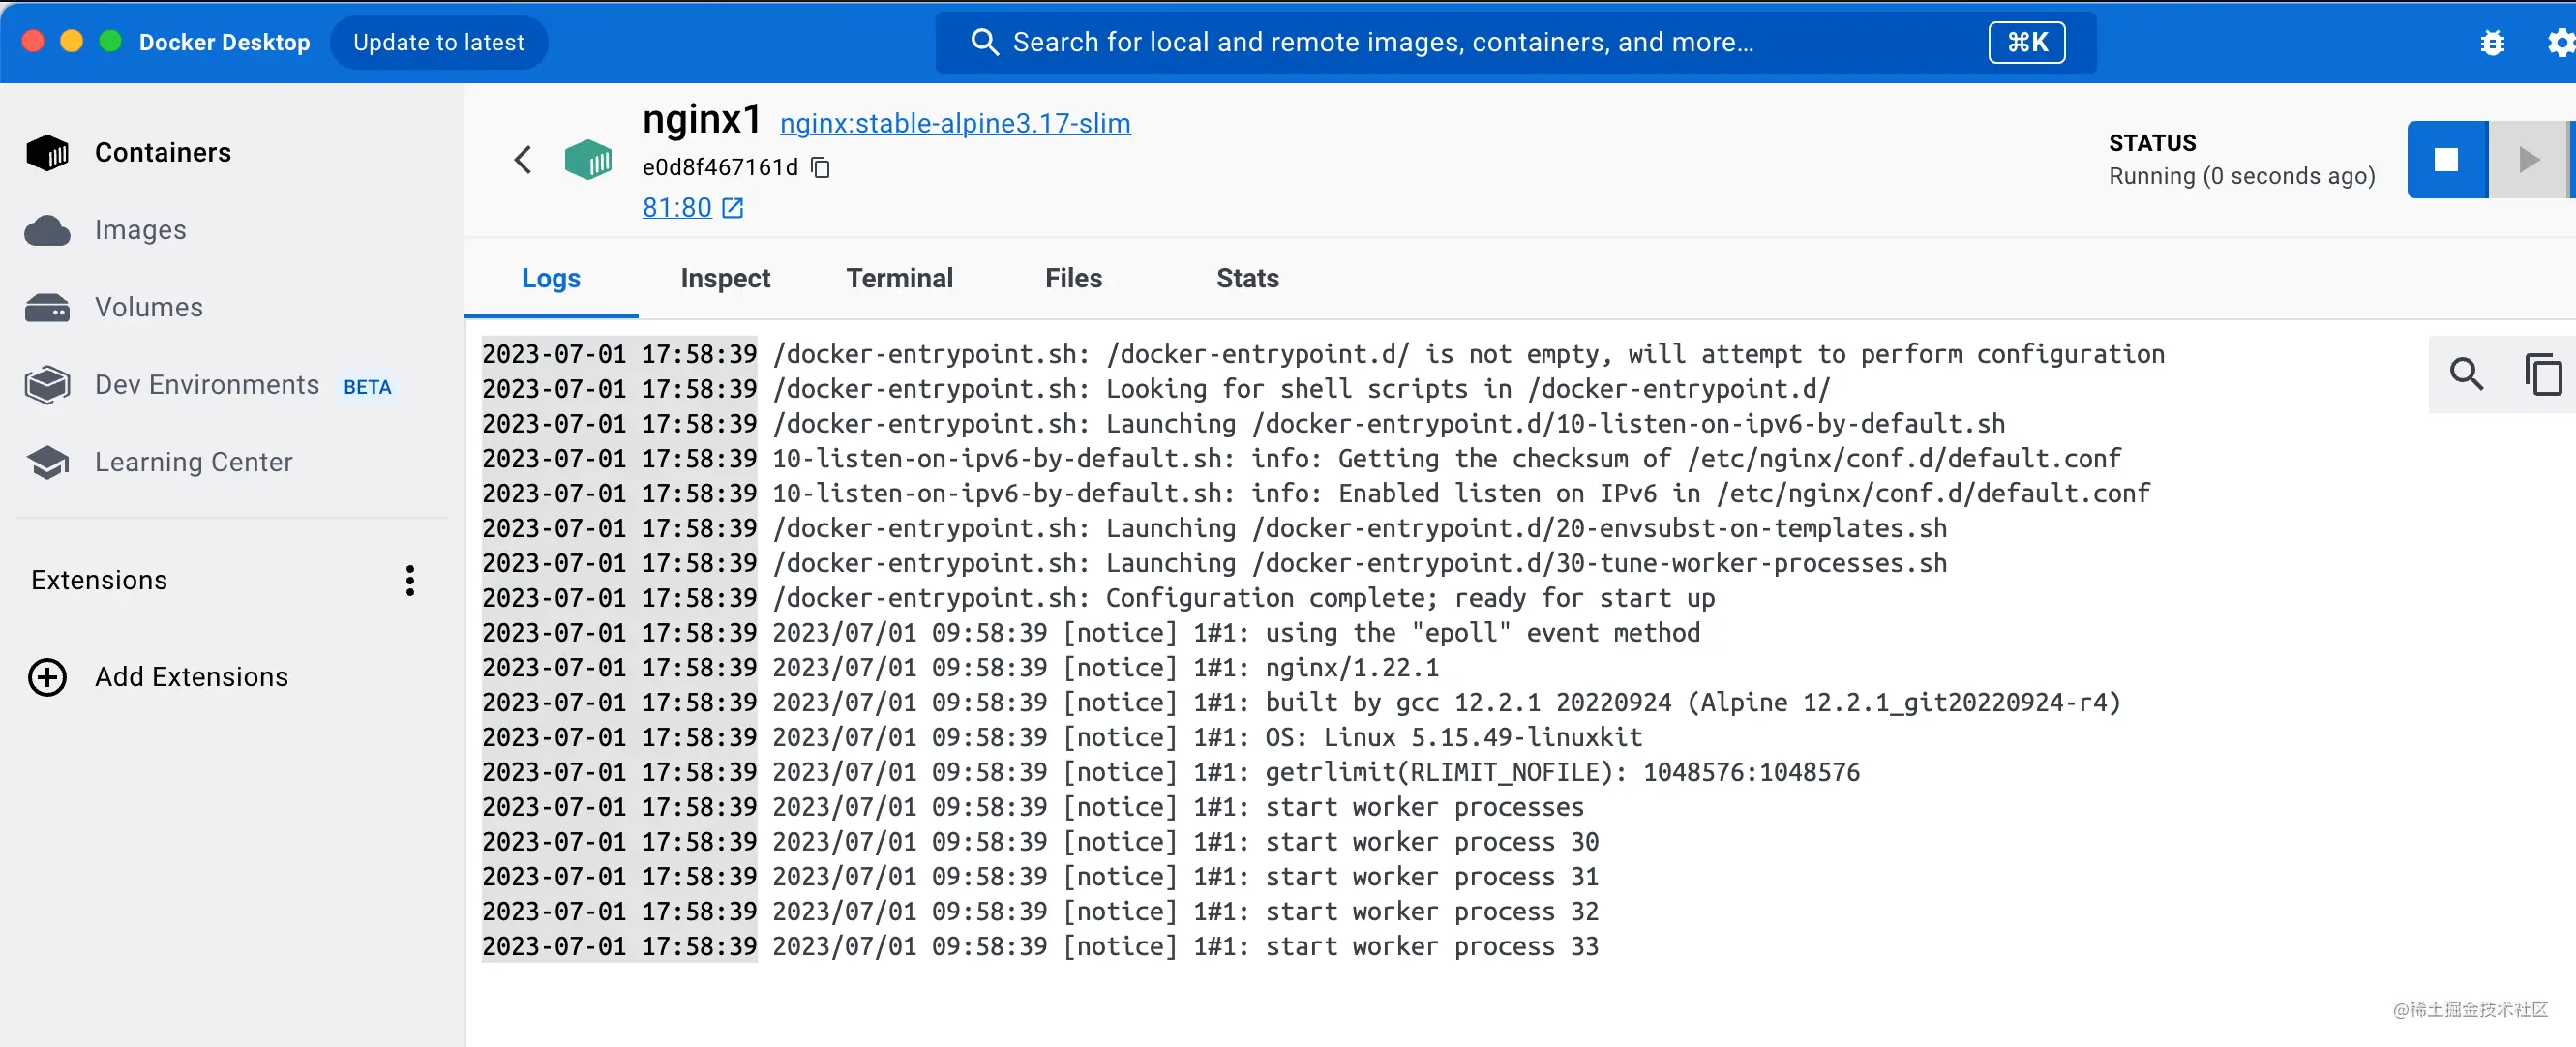 Docker Desktop Update to latest Search for local and remote images, containers, and more... ⌘K
Containers
Images
Volumes
Dev Environments BETA
Learning Center
Extensions
Add Extensions
nginx1 nginx:stable-alpine3.17-slim
e0d8f467161d
81:80
STATUS
Running (0 seconds ago)
Logs Inspect Terminal Files Stats
2023-07-01 17:58:39 /docker-entrypoint.sh: /docker-entrypoint.d/ is not empty, will attempt to perform configuration
2023-07-01 17:58:39 /docker-entrypoint.sh: Looking for shell scripts in /docker-entrypoint.d/
2023-07-01 17:58:39 /docker-entrypoint.sh: Launching /docker-entrypoint.d/10-listen-on-ipv6-by-default.sh
2023-07-01 17:58:39 10-listen-on-ipv6-by-default.sh: info: Getting the checksum of /etc/nginx/conf.d/default.conf
2023-07-01 17:58:39 10-listen-on-ipv6-by-default.sh: info: Enabled listen on IPv6 in /etc/nginx/conf.d/default.conf
2023-07-01 17:58:39 /docker-entrypoint.sh: Launching /docker-entrypoint.d/20-envsubst-on-templates.sh
2023-07-01 17:58:39 /docker-entrypoint.sh: Launching /docker-entrypoint.d/30-tune-worker-processes.sh
2023-07-01 17:58:39 /docker-entrypoint.sh: Configuration complete; ready for start up
2023-07-01 17:58:39 2023/07/01 09:58:39 [notice] 1#1: using the "epoll" event method
2023-07-01 17:58:39 2023/07/01 09:58:39 [notice] 1#1: nginx/1.22.1
2023-07-01 17:58:39 2023/07/01 09:58:39 [notice] 1#1: built by gcc 12.2.1 20220924 (Alpine 12.2.1_git20220924-r4)
2023-07-01 17:58:39 2023/07/01 09:58:39 [notice] 1#1: OS: Linux 5.15.49-linuxkit
2023-07-01 17:58:39 2023/07/01 09:58:39 [notice] 1#1: getrlimit(RLIMIT_NOFILE): 1048576:1048576
2023-07-01 17:58:39 2023/07/01 09:58:39 [notice] 1#1: start worker processes
2023-07-01 17:58:39 2023/07/01 09:58:39 [notice] 1#1: start worker process 30
2023-07-01 17:58:39 2023/07/01 09:58:39 [notice] 1#1: start worker process 31
2023-07-01 17:58:39 2023/07/01 09:58:39 [notice] 1#1: start worker process 32
2023-07-01 17:58:39 2023/07/01 09:58:39 [notice] 1#1: start worker process 33
@稀土掘金技术社区